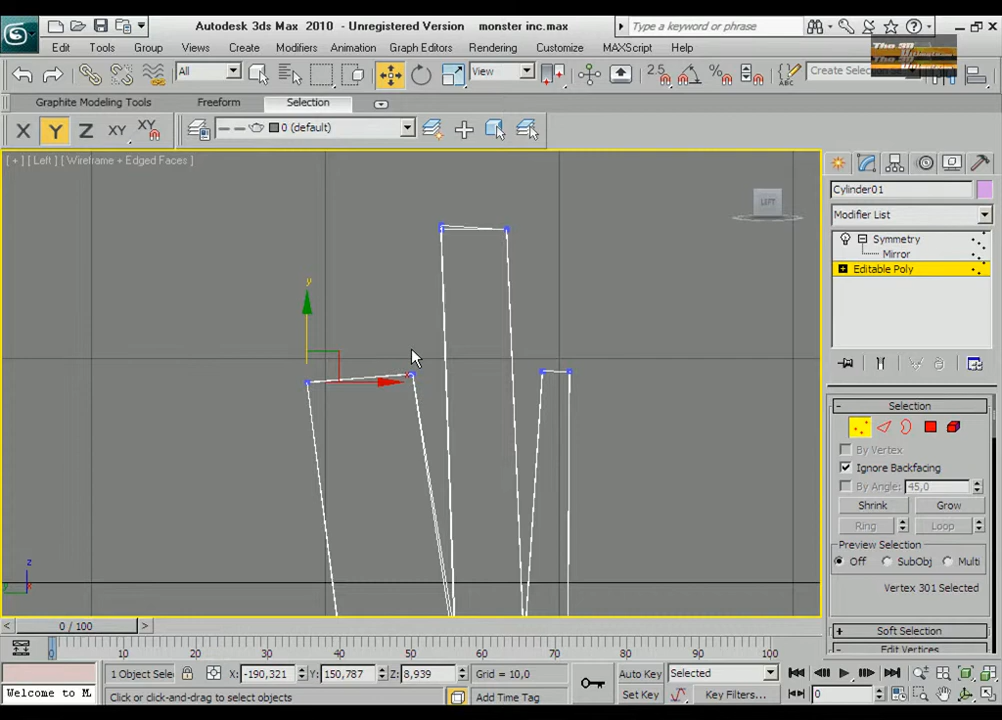 Autodesk 3ds Max 2010 - Unregistered Version monster inc.max
Type a keyword or phrase
Edit Tools Group Views Create Modifiers Animation Graph Editors Rendering Customize MAXScript Help
All View 2.5 Create Selection
Graphite Modeling Tools Freeform Selection
X Y Z XY XY 0 (default)
[ + ] [ Left ] [ Wireframe + Edged Faces ]
LEFT
y
x
z
y
x
Cylinder01
Modifier List
Symmetry
Mirror
Editable Poly
- Selection
By Vertex
Ignore Backfacing
By Angle: 45,0
Shrink Grow
Ring Loop
Preview Selection
Off SubObj Multi
Vertex 301 Selected
+ Soft Selection
- Edit Vertices
< 0 / 100 >
0 10 20 30 40 50 60 70 80 90 100
1 Object Selec X: -190,321 Y: 150,787 Z: 8,939 Grid = 10,0 Auto Key Selected
Welcome to M Click or click-and-drag to select objects Add Time Tag Set Key Key Filters... 0